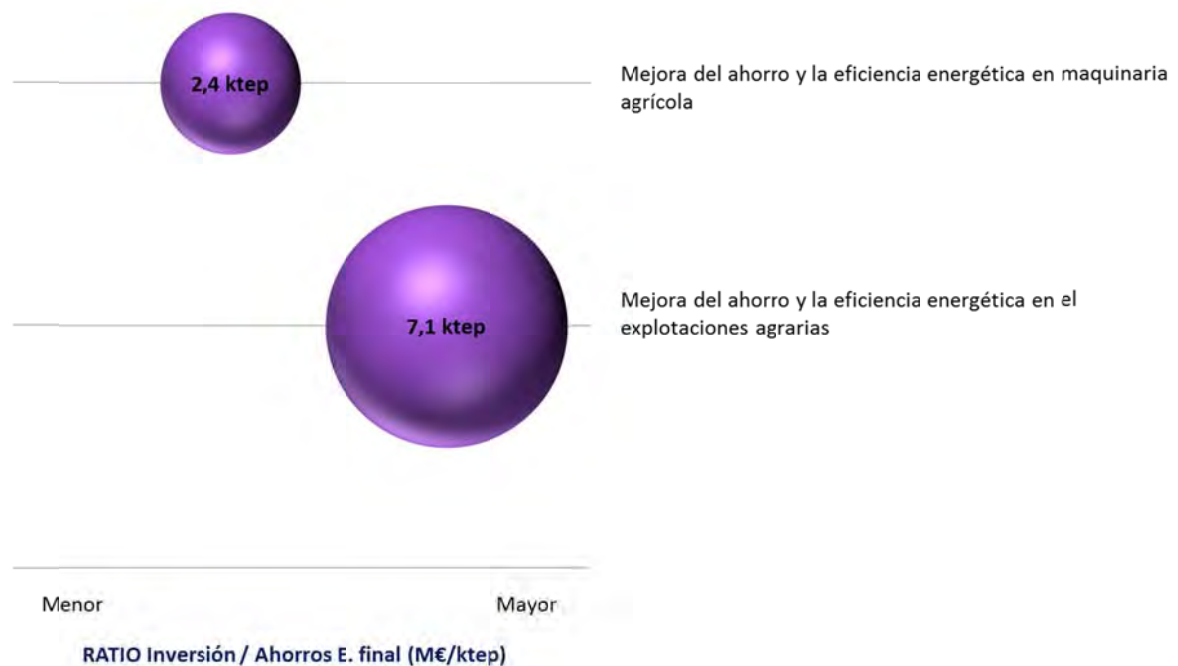 2,4 ktep
Mejora del ahorro y la eficiencia energética en maquinaria
agrícola
7,1 ktep
Mejora del ahorro y la eficiencia energética en el
explotaciones agrarias
Menor
Mayor
RATIO Inversión / Ahorros E. final (M€/ktep)